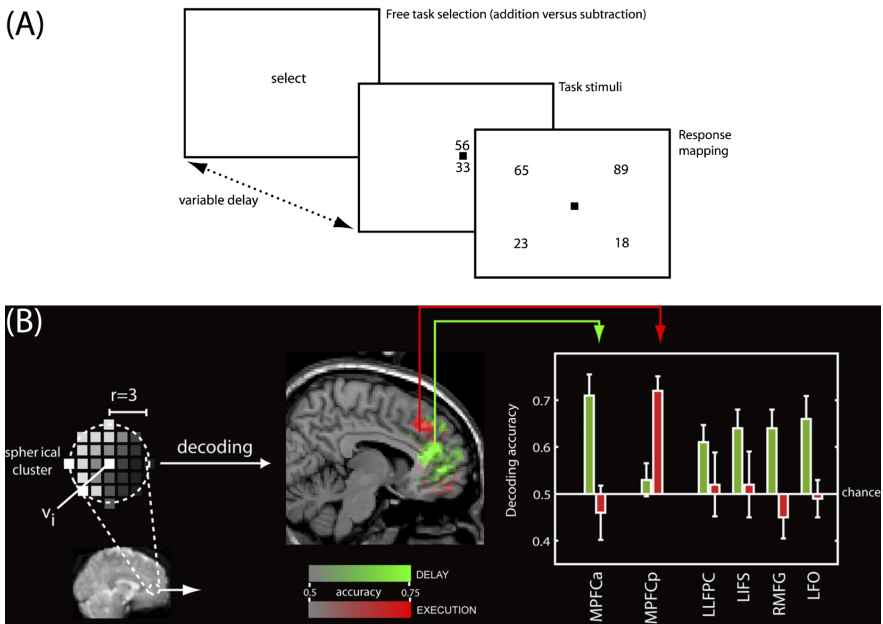 (A)
Free task selection (addition versus subtraction)
select
Task stimuli
56
33
Response
mapping
65 89
23 18
variable delay
(B)
r=3
spherical
cluster
decoding
vi
DELAY
0.5 accuracy 0.75
EXECUTION
Decoding accuracy
0.7
0.6
0.5
0.4
chance
MPFCa
MPFCp
LLFPC
LIFS
RMFG
LFO